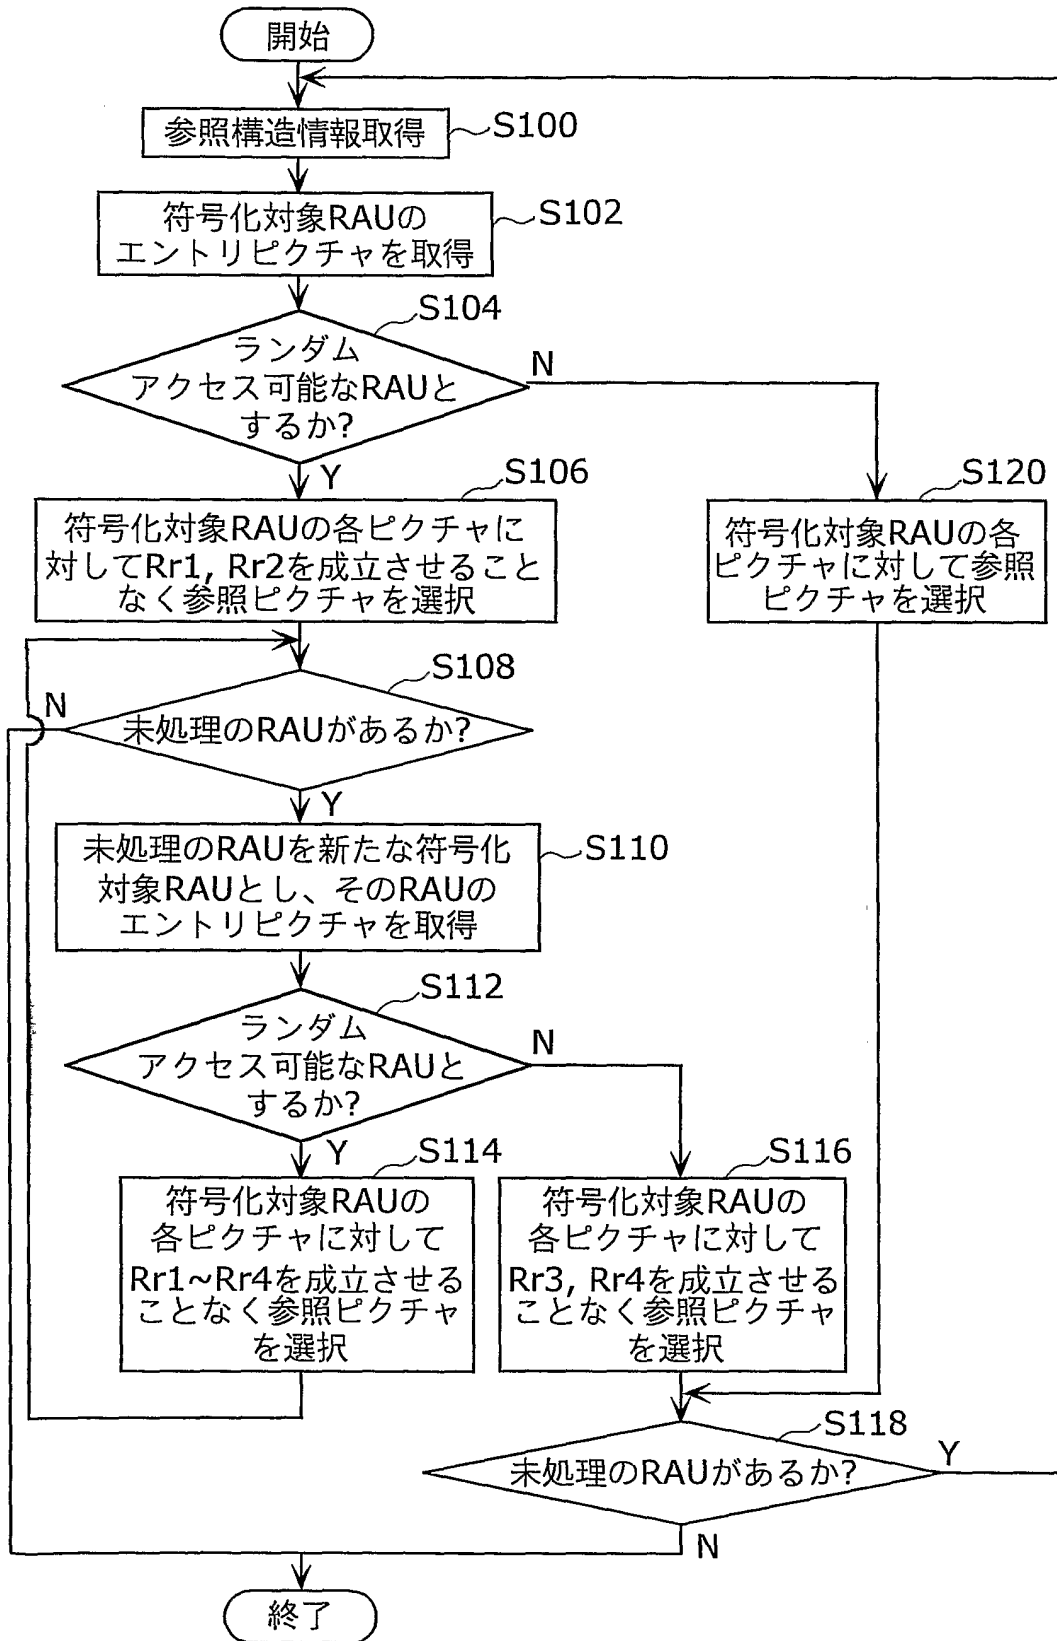 開始
参照構造情報取得
S100
符号化対象RAUの
エントリピクチャを取得
S102
S104
ランダム
アクセス可能なRAUと
するか?
N
Y
S106
符号化対象RAUの各ピクチャに
対してRr1, Rr2を成立させること
なく参照ピクチャを選択
S120
符号化対象RAUの各
ピクチャに対して参照
ピクチャを選択
S108
N
未処理のRAUがあるか?
Y
未処理のRAUを新たな符号化
対象RAUとし、そのRAUの
エントリピクチャを取得
S110
S112
ランダム
アクセス可能なRAUと
するか?
N
Y
S114
符号化対象RAUの
各ピクチャに対して
Rr1~Rr4を成立させる
ことなく参照ピクチャ
を選択
S116
符号化対象RAUの
各ピクチャに対して
Rr3, Rr4を成立させる
ことなく参照ピクチャ
を選択
S118
未処理のRAUがあるか?
Y
N
終了